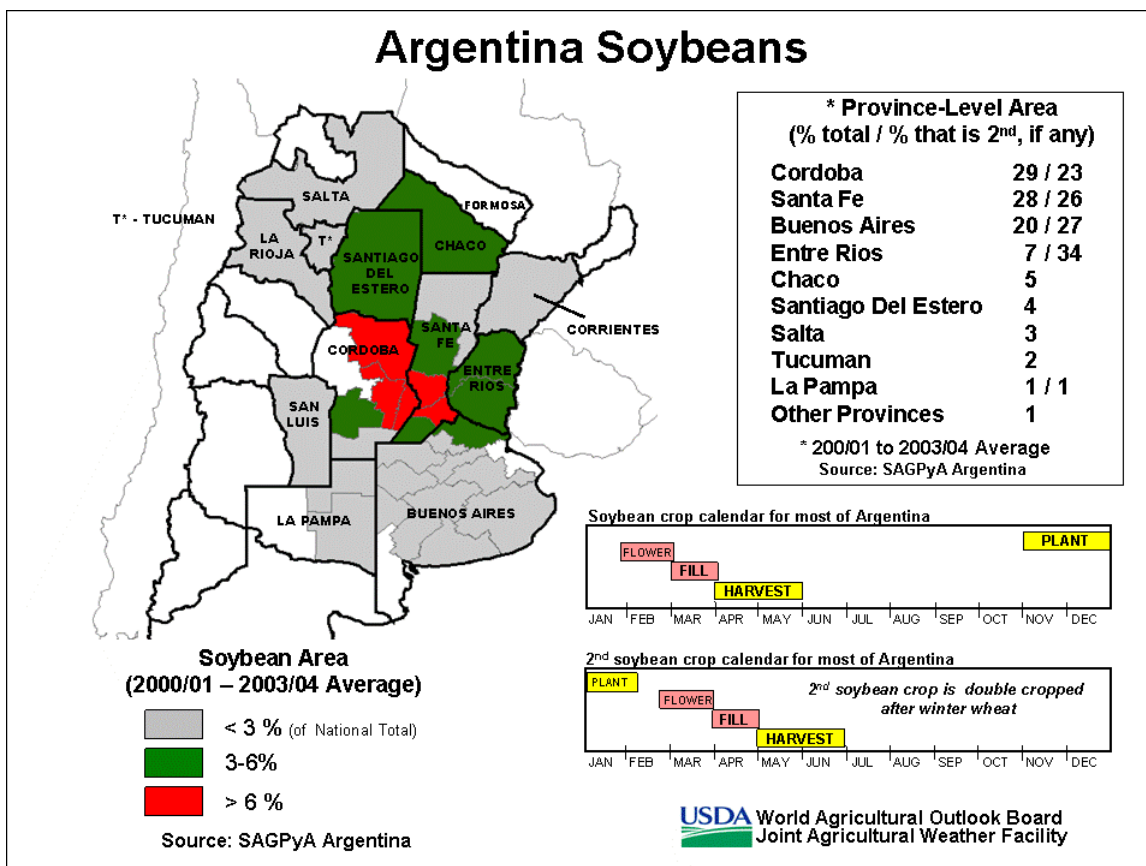 Argentina Soybeans
T* - TUCUMAN
SALTA
FORMOSA
LA
RIOJA
T*
CHACO
SANTIAGO
DEL
ESTERO
CORRIENTES
SANTA
FE
CORDOBA
ENTRE
RIOS
SAN
LUIS
LA PAMPA
BUENOS AIRES
* Province-Level Area
(% total / % that is 2nd, if any)
Cordoba 29 / 23
Santa Fe 28 / 26
Buenos Aires 20 / 27
Entre Rios 7 / 34
Chaco 5
Santiago Del Estero 4
Salta 3
Tucuman 2
La Pampa 1 / 1
Other Provinces 1
* 200/01 to 2003/04 Average
Source: SAGPyA Argentina
Soybean crop calendar for most of Argentina
PLANT
FLOWER
FILL
HARVEST
JAN FEB MAR APR MAY JUN JUL AUG SEP OCT NOV DEC
2nd soybean crop calendar for most of Argentina
PLANT
FLOWER
FILL
HARVEST
2nd soybean crop is double cropped
after winter wheat
JAN FEB MAR APR MAY JUN JUL AUG SEP OCT NOV DEC
Soybean Area
(2000/01 – 2003/04 Average)
< 3 % (of National Total)
3-6%
> 6 %
Source: SAGPyA Argentina
USDA World Agricultural Outlook Board
Joint Agricultural Weather Facility